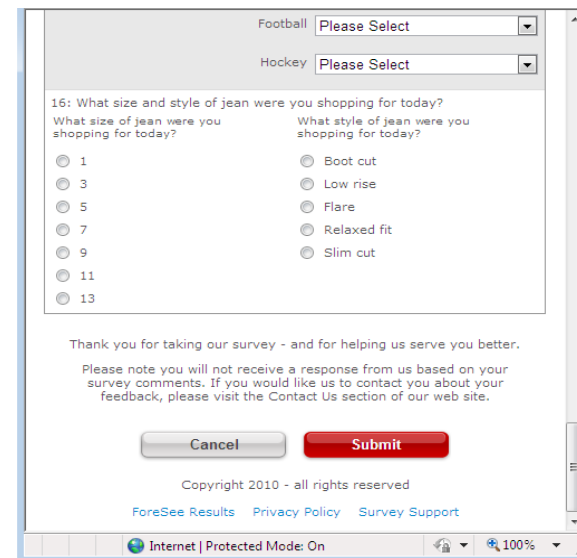 Football Please Select
Hockey Please Select
16: What size and style of jean were you shopping for today?
What size of jean were you
shopping for today?
1
3
5
7
9
11
13
What style of jean were you
shopping for today?
Boot cut
Low rise
Flare
Relaxed fit
Slim cut
Thank you for taking our survey - and for helping us serve you better.
Please note you will not receive a response from us based on your
survey comments. If you would like us to contact you about your
feedback, please visit the Contact Us section of our web site.
Cancel Submit
Copyright 2010 - all rights reserved
ForeSee Results Privacy Policy Survey Support
Internet | Protected Mode: On 100%